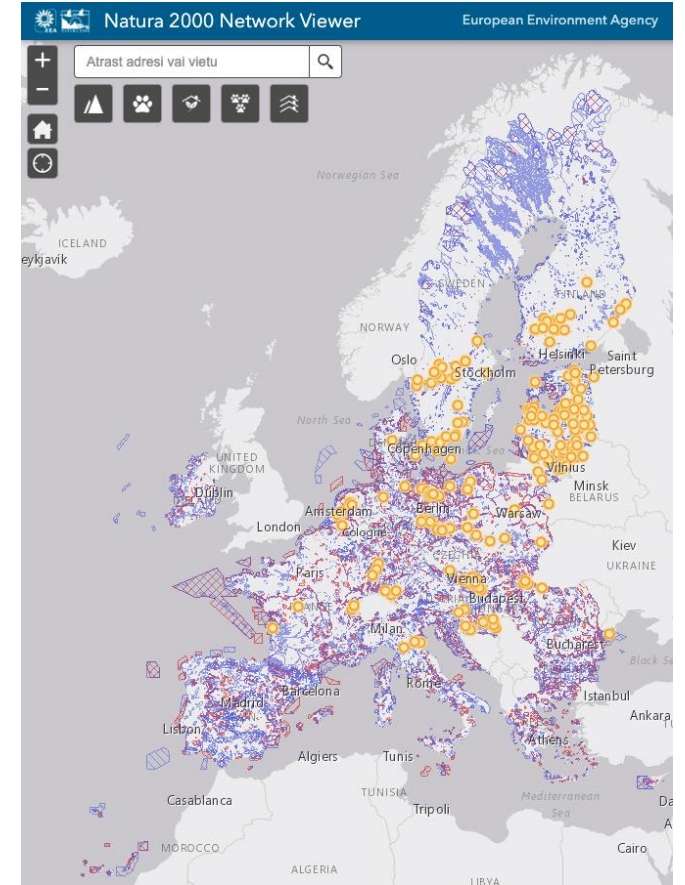 Natura 2000 Network Viewer
European Environment Agency
Atrast adresi vai vietu
Norwegian Sea
ICELAND
eykjavik
SWEDEN
FINLAND
NORWAY
Oslo
Helsinki
Saint
Petersburg
Stockholm
North Sea
Copenhagen
UNITED
KINGDOM
Vilnius
Minsk
BELARUS
Dublin
Amsterdam
Berlin
Warsaw
London
Cologne
Kiev
UKRAINE
Paris
Vienna
Budapest
Milan
Bucharest
Black Su
Rome
Barcelona
Istanbul
Madrid
Ankara
Lisbon
Athens
Algiers
Tunis
Casablanca
TUNISIA
Mediterranean
Sea
Da
Tripoli
A
MOROCCO
Cairo
ALGERIA
LIBYA